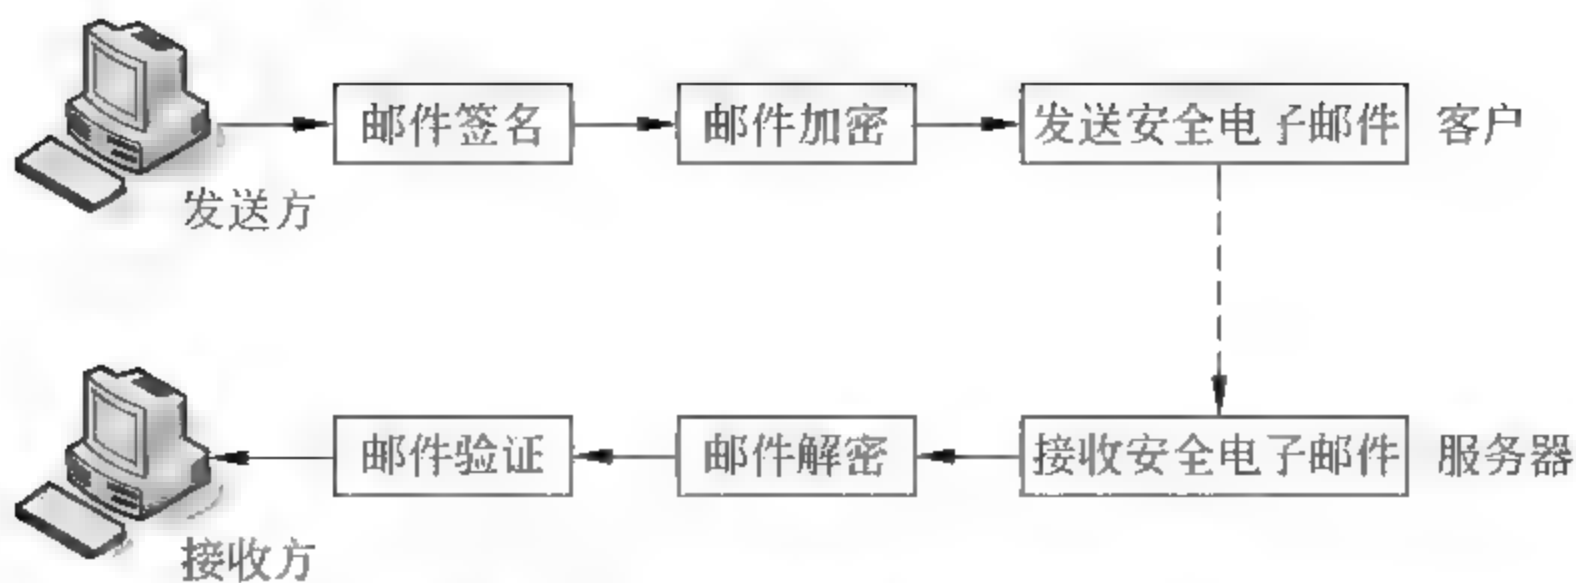 邮件签名
邮件加密
发送安全电子邮件
客户
发送方
邮件验证
邮件解密
接收安全电子邮件
服务器
接收方